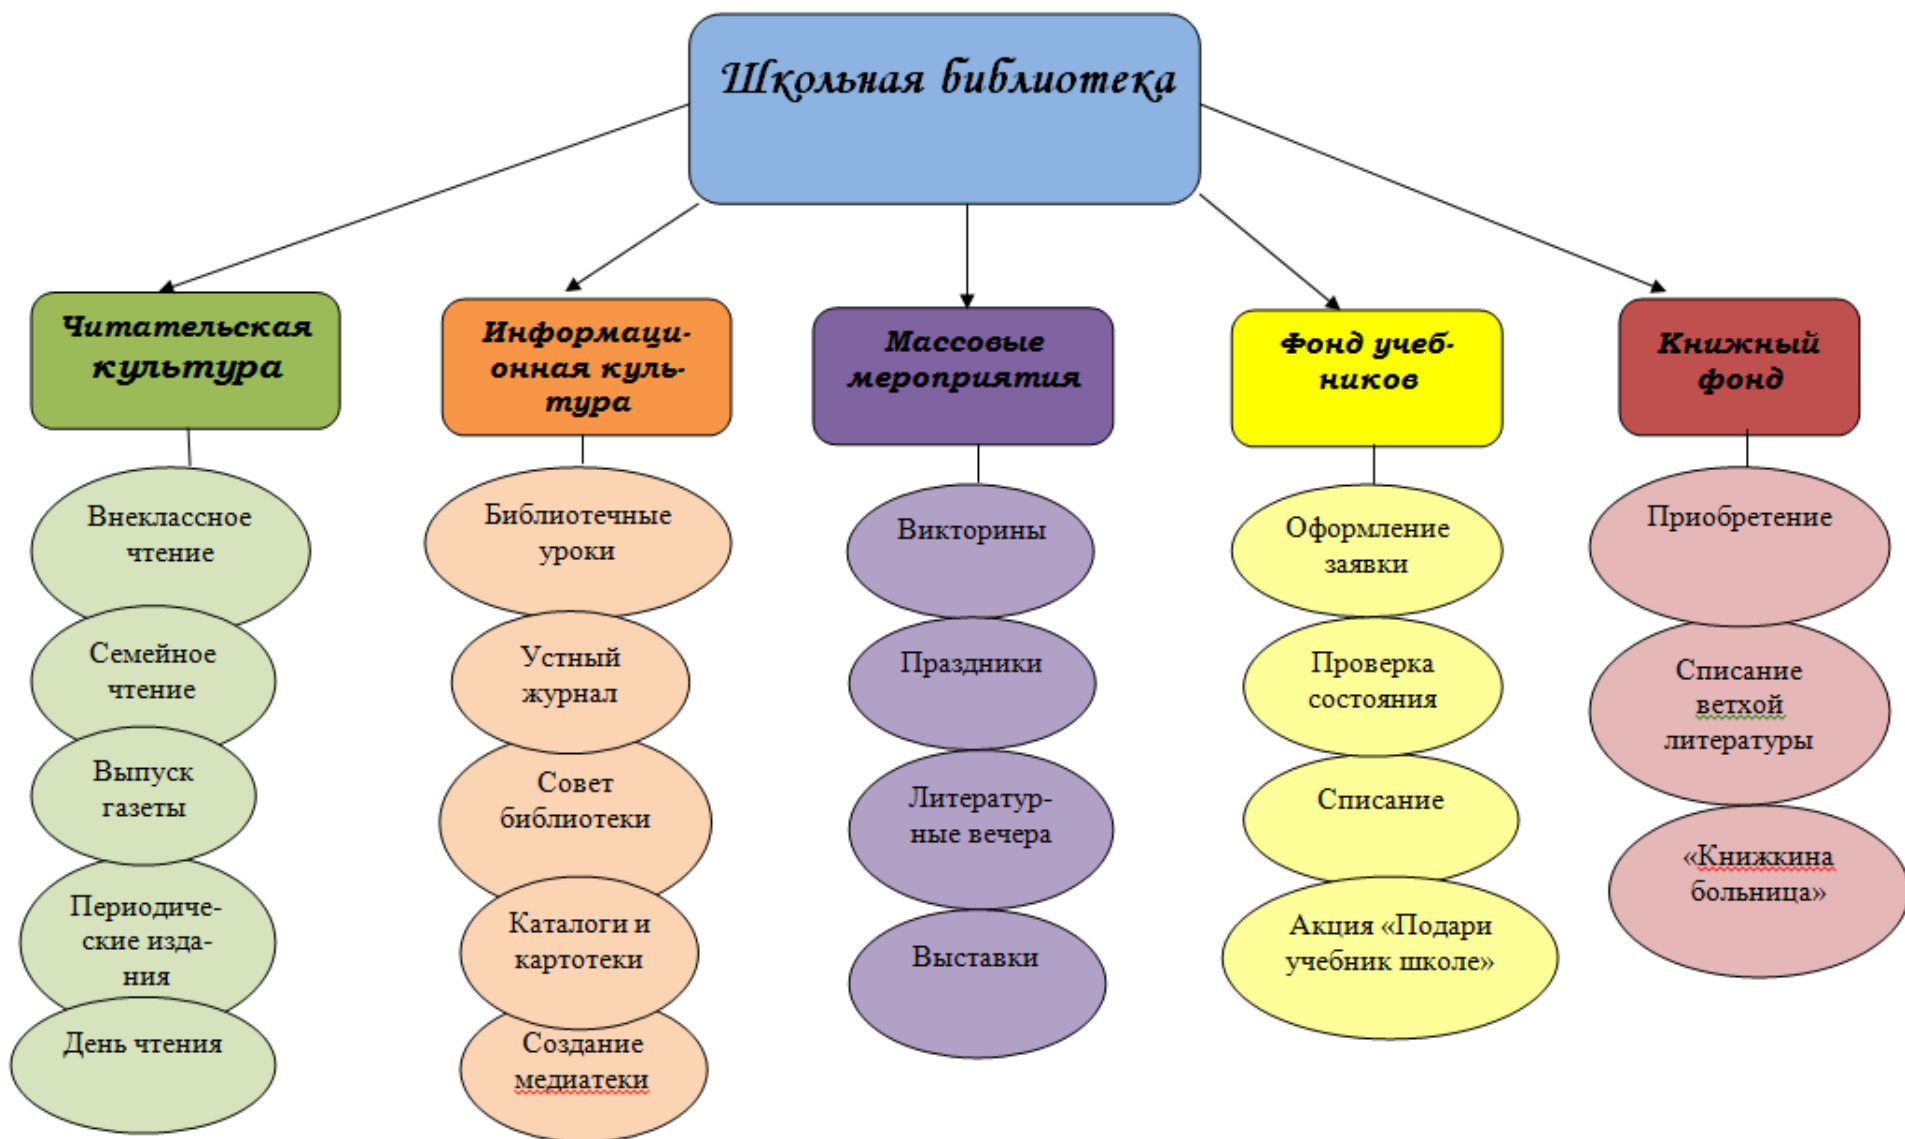 Школьная библиотека
Читательская
культура
Внеклассное
чтение
Семейное
чтение
Выпуск
газеты
Периодиче-
ские изда-
ния
День чтения
Информаци-
онная куль-
тура
Библиотечные
уроки
Устный
журнал
Совет
библиотеки
Каталоги и
картотеки
Создание
медиатеки
Массовые
мероприятия
Викторины
Праздники
Литератур-
ные вечера
Выставки
Фонд учеб-
ников
Оформление
заявки
Проверка
состояния
Списание
Акция «Подари
учебник школе»
Книжный
фонд
Приобретение
Списание
ветхой
литературы
«Книжкина
больница»